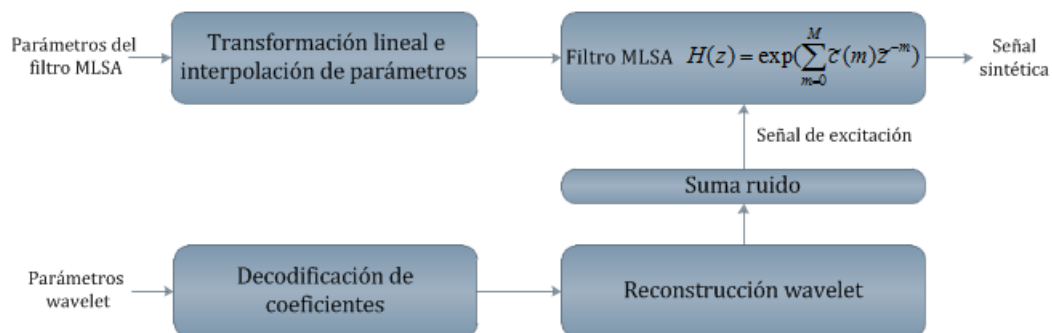 Parámetros del
filtro MLSA
Transformación lineal e
interpolación de parámetros
Filtro MLSA H(z) = exp(∑_{m=0}^{M} c̃(m) z̃^{-m})
Señal
sintética
Señal de excitación
Suma ruido
Parámetros
wavelet
Decodificación de
coeficientes
Reconstrucción wavelet